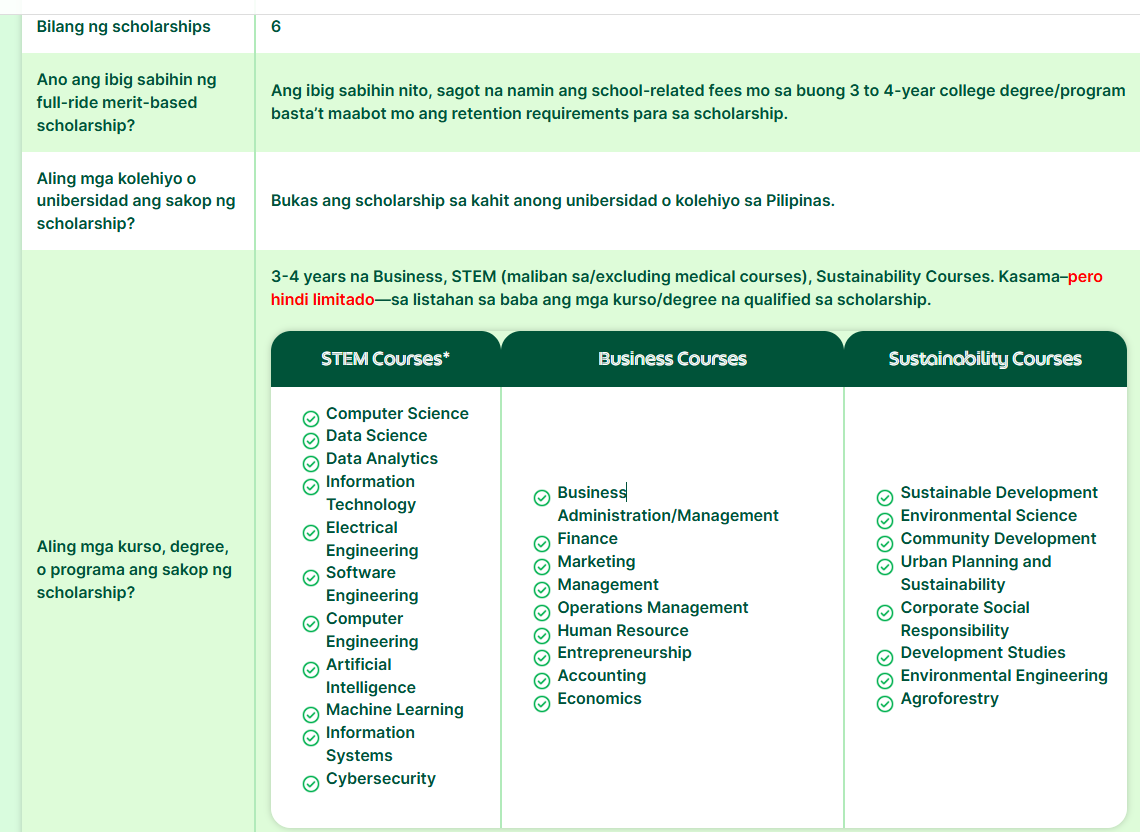 Bilang ng scholarships
6
Ano ang ibig sabihin ng
full-ride merit-based
scholarship?
Ang ibig sabihin nito, sagot na namin ang school-related fees mo sa buong 3 to 4-year college degree/program
basta’t maabot mo ang retention requirements para sa scholarship.
Aling mga kolehiyo o
unibersidad ang sakop ng
scholarship?
Bukas ang scholarship sa kahit anong unibersidad o kolehiyo sa Pilipinas.
Aling mga kurso, degree,
o programa ang sakop ng
scholarship?
3-4 years na Business, STEM (maliban sa/excluding medical courses), Sustainability Courses. Kasama–pero
hindi limitado—sa listahan sa baba ang mga kurso/degree na qualified sa scholarship.
STEM Courses*
Computer Science
Data Science
Data Analytics
Information
Technology
Electrical
Engineering
Software
Engineering
Computer
Engineering
Artificial
Intelligence
Machine Learning
Information
Systems
Cybersecurity
Business Courses
Business
Administration/Management
Finance
Marketing
Management
Operations Management
Human Resource
Entrepreneurship
Accounting
Economics
Sustainability Courses
Sustainable Development
Environmental Science
Community Development
Urban Planning and
Sustainability
Corporate Social
Responsibility
Development Studies
Environmental Engineering
Agroforestry